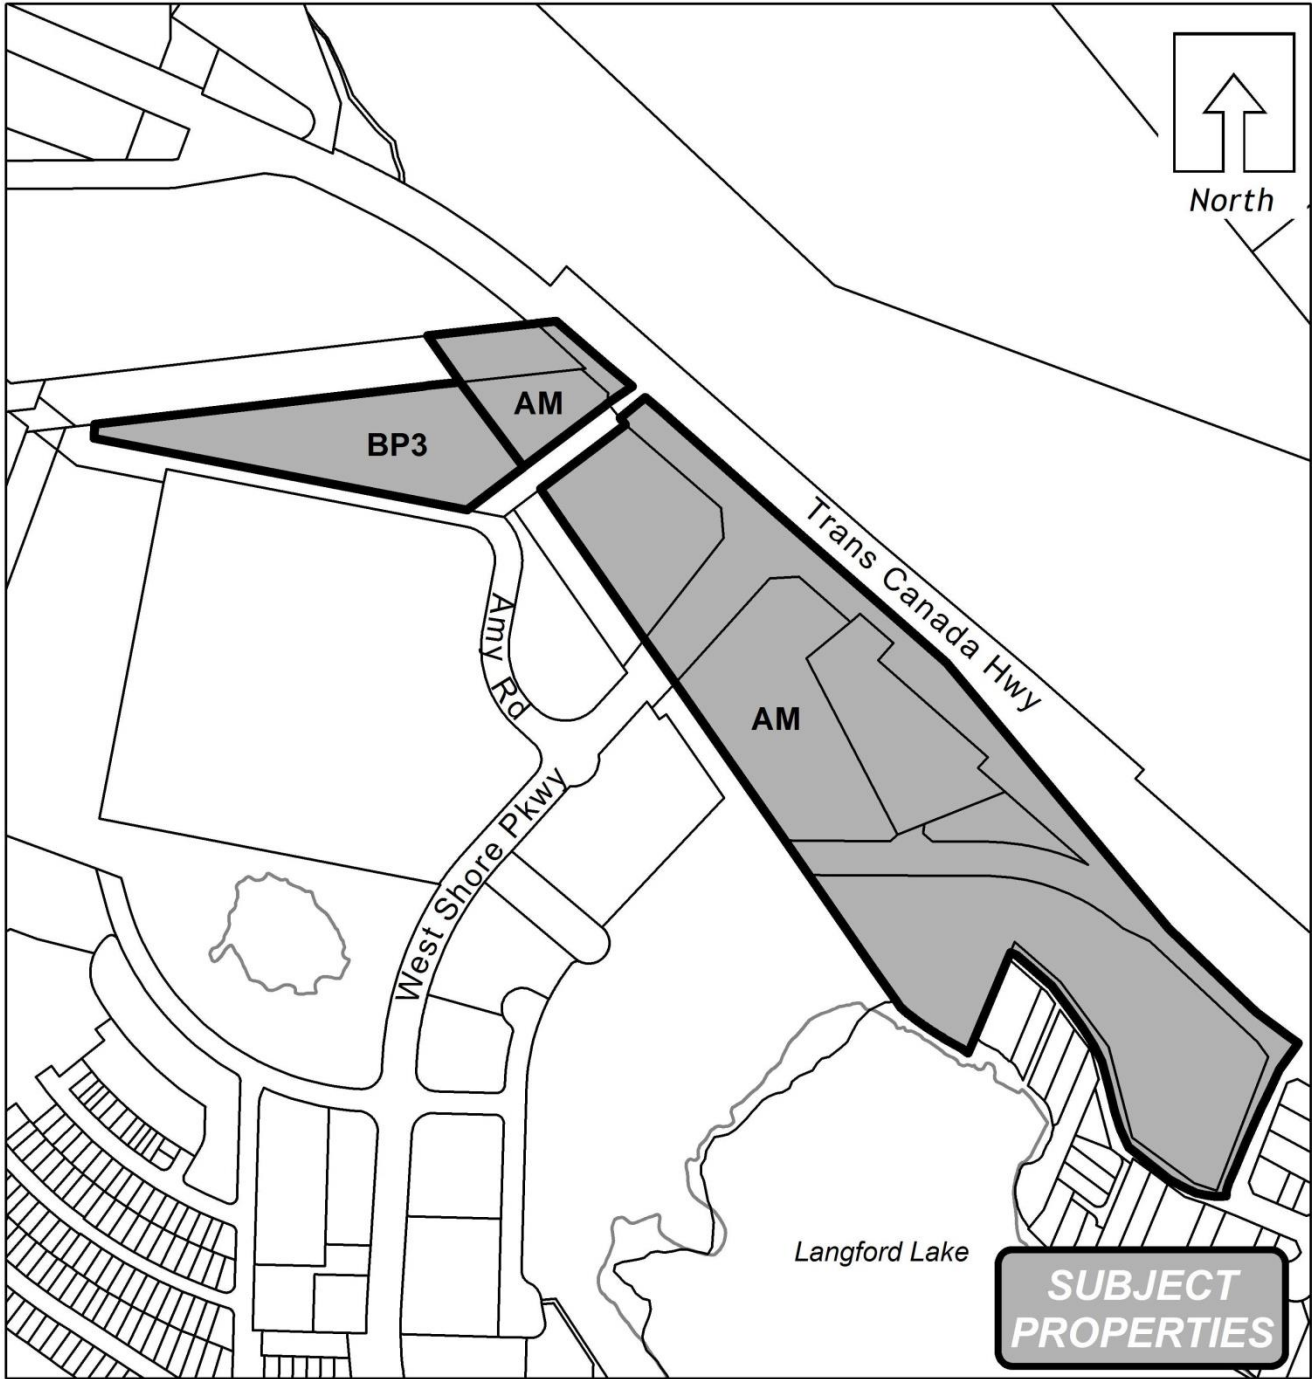 North
AM
BP3
Trans Canada Hwy
Amy Rd
AM
West Shore Pkwy
Langford Lake
SUBJECT
PROPERTIES